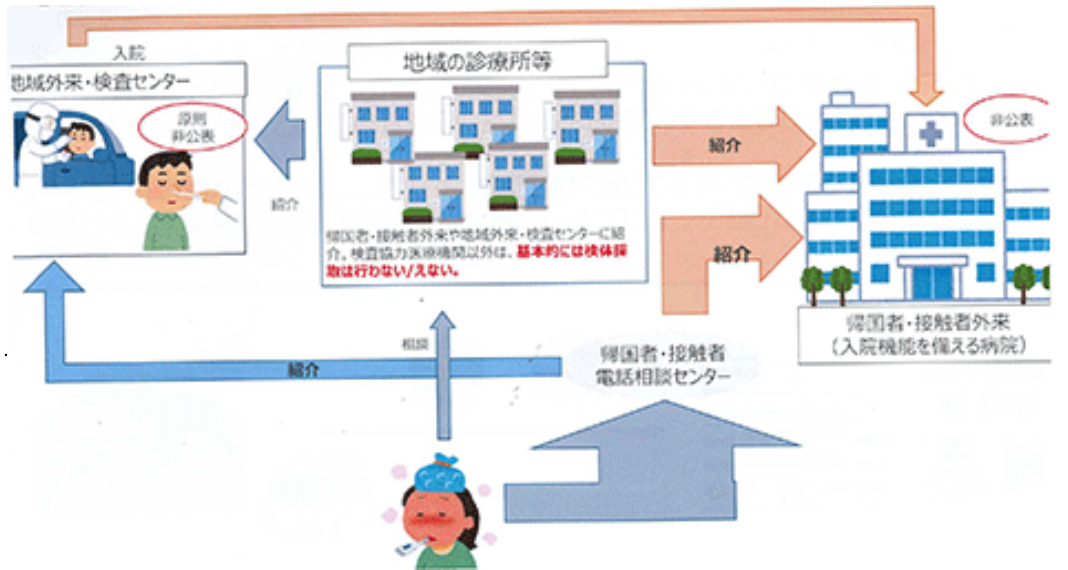 入院
地域外来・検査センター
原則
非公表
地域の診療所等
紹介
帰国者・接触者外来や地域外来・検査センターに紹
介。検査協力医療機関以外は、基本的には検体採
取は行わない/えない。
紹介
紹介
非公表
帰国者・接触者外来
(入院機能を備える病院)
相談
紹介
帰国者・接触者
電話相談センター